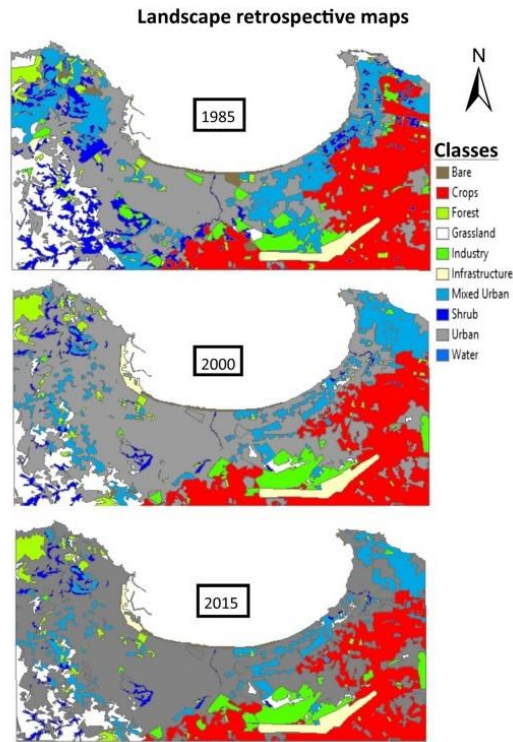 Landscape retrospective maps
1985
N
Classes
Bare
Crops
Forest
Grassland
Industry
Infrastructure
Mixed Urban
Shrub
Urban
Water
2000
2015